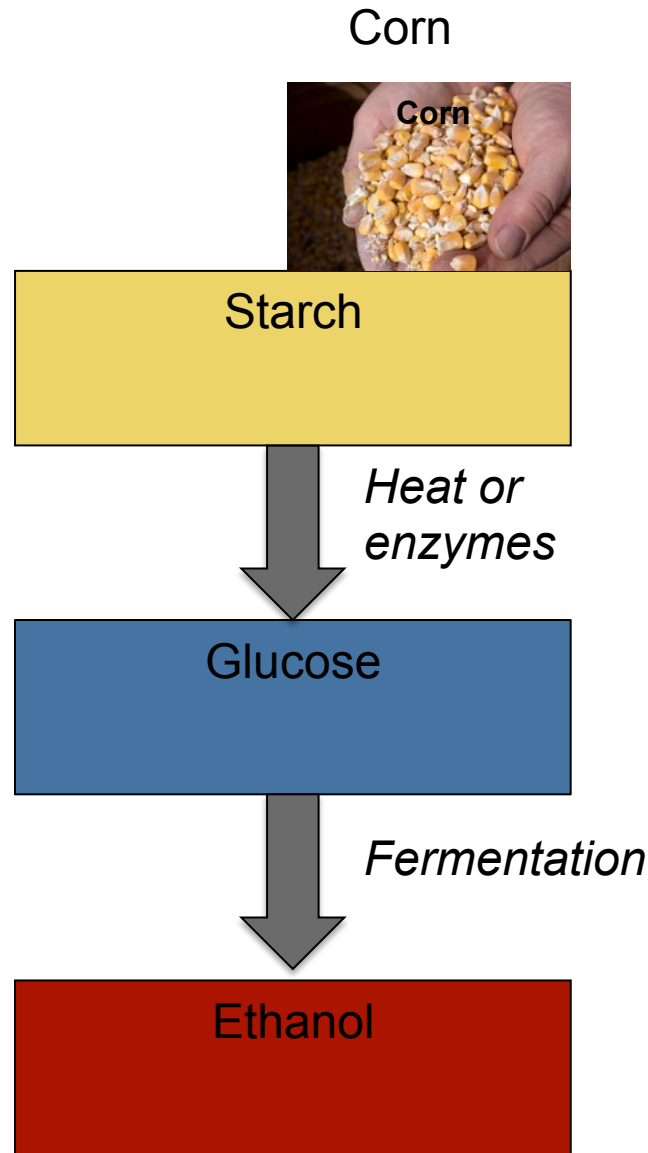 Corn
Corn
Starch
Heat or
enzymes
Glucose
Fermentation
Ethanol